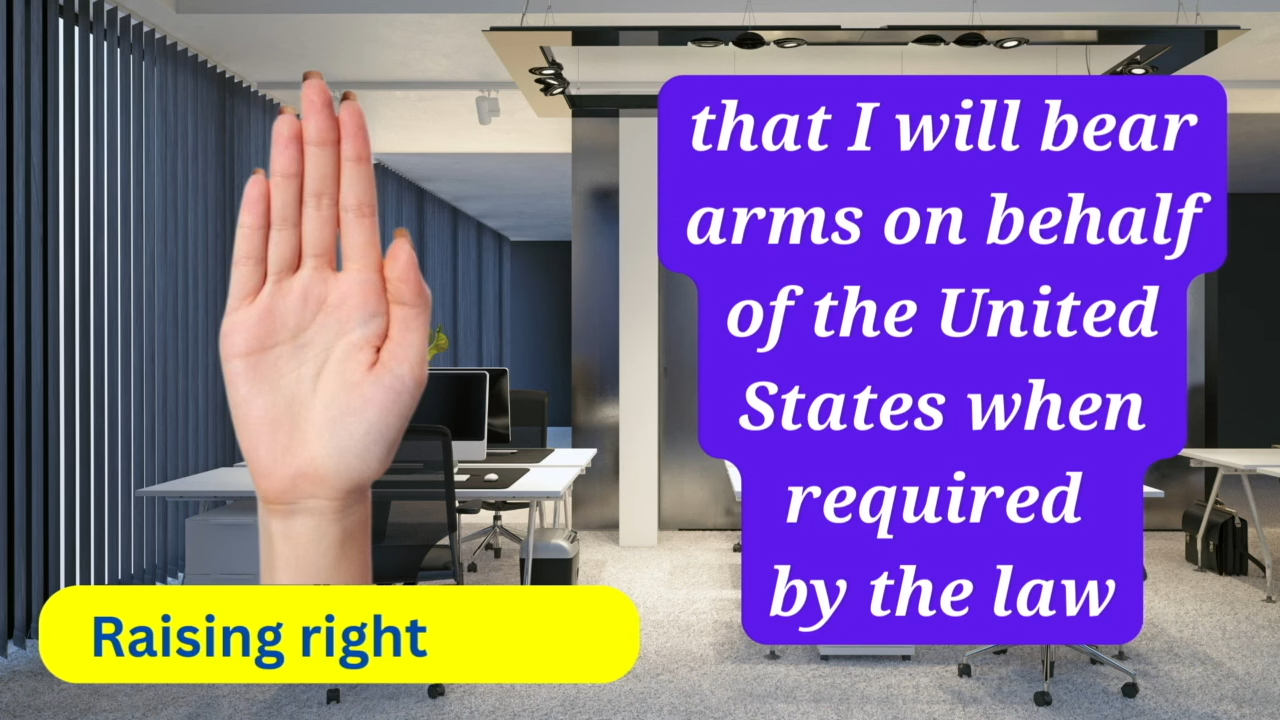 that I will bear
arms on behalf
of the United
States when
required
by the law
Raising right